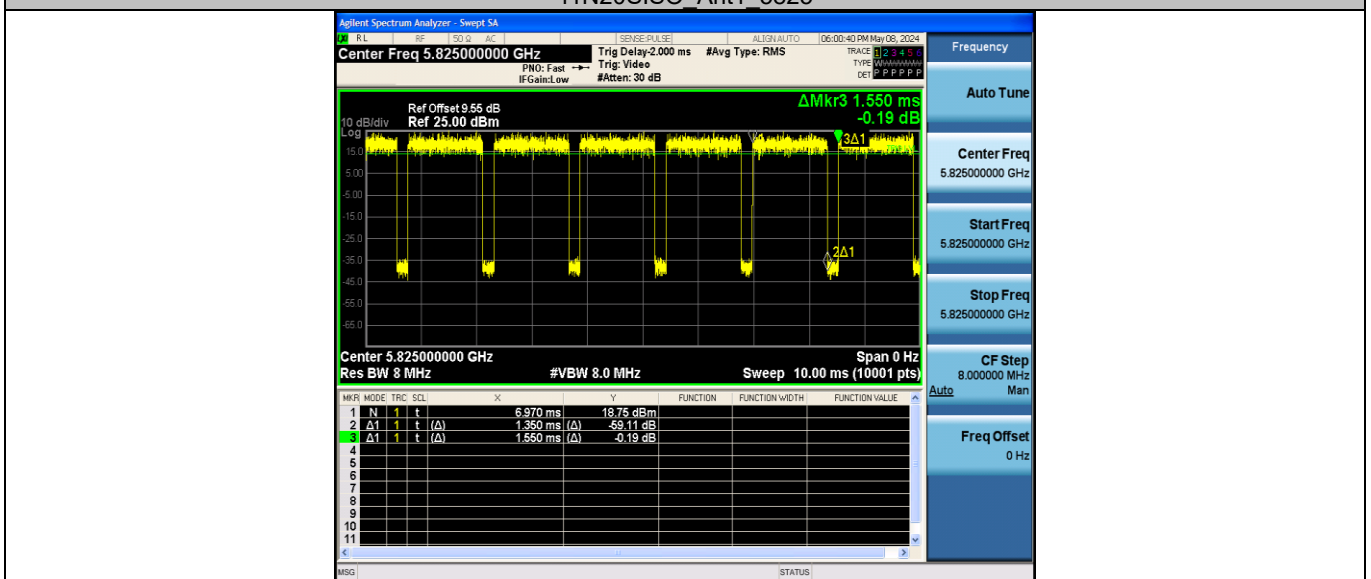 Agilent Spectrum Analyzer - Swept SA
RL RF 50 Ω AC SENSE:PULSE ALIGN AUTO 06:00:40 PM May 08, 2024
Center Freq 5.825000000 GHz
PNO: Fast
IFGain:Low
Trig Delay-2.000 ms
Trig: Video
#Atten: 30 dB
#Avg Type: RMS
TRACE 1 2 3 4 5 6
TYPE
DET P P P P P P
Frequency
ΔMkr3 1.550 ms
-0.19 dB
Ref Offset 9.55 dB
10 dB/div Ref 25.00 dBm
Log
15.0
5.00
-5.00
-15.0
-25.0
-35.0
-45.0
-55.0
-65.0
3Δ1
2Δ1
Center 5.825000000 GHz Span 0 Hz
Res BW 8 MHz #VBW 8.0 MHz Sweep 10.00 ms (10001 pts)
MKR MODE TRC SCL X Y FUNCTION FUNCTION WIDTH FUNCTION VALUE
1 N 1 t 6.970 ms 18.75 dBm
2 Δ1 1 t (Δ) 1.350 ms (Δ) -59.11 dB
3 Δ1 1 t (Δ) 1.550 ms (Δ) -0.19 dB
4
5
6
7
8
9
10
11
MSG STATUS
Auto Tune
Center Freq
5.825000000 GHz
Start Freq
5.825000000 GHz
Stop Freq
5.825000000 GHz
CF Step
8.000000 MHz
Auto Man
Freq Offset
0 Hz